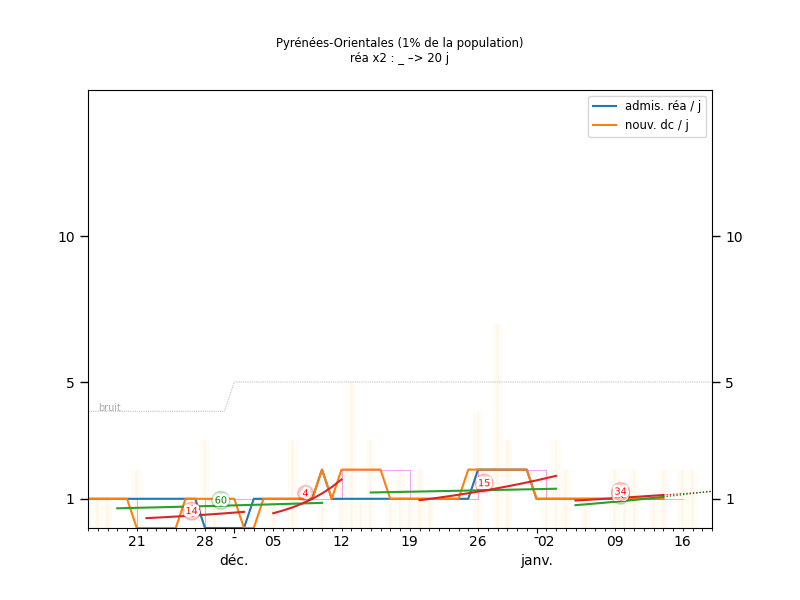 Pyrénées-Orientales (1% de la population)
réa x2 : _ –> 20 j
admis. réa / j
nouv. dc / j
10
10
5
5
bruit
1
1
14
60
4
15
34
21
28
05
12
19
26
02
09
16
déc.
janv.